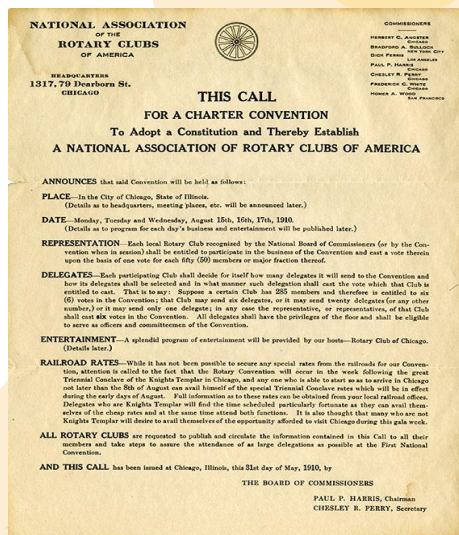 NATIONAL ASSOCIATION
OF THE
ROTARY CLUBS
OF AMERICA
HEADQUARTERS
1317, 79 Dearborn St.
CHICAGO
COMMISSIONERS
HERBERT C. ANGSTER
CHICAGO
BRADFORD A. BULLOCK
NEW YORK CITY
DICK FERRIS
LOS ANGELES
PAUL P. HARRIS
CHICAGO
CHESLEY R. PERRY
CHICAGO
FREDERICK C. WHITE
CHICAGO
HOMER A. WOOD
SAN FRANCISCO
THIS CALL
FOR A CHARTER CONVENTION
To Adopt a Constitution and Thereby Establish
A NATIONAL ASSOCIATION OF ROTARY CLUBS OF AMERICA
ANNOUNCES that said Convention will be held as follows:
PLACE—In the City of Chicago, State of Illinois.
(Details as to headquarters, meeting places, etc. will be announced later.)
DATE—Monday, Tuesday and Wednesday, August 15th, 16th, 17th, 1910.
(Details as to program for each day's business and entertainment will be published later.)
REPRESENTATION—Each local Rotary Club recognized by the National Board of Commissioners (or by the Con-
vention when in session) shall be entitled to participate in the business of the Convention and cast a vote therein
upon the basis of one vote for each fifty (50) members or major fraction thereof.
DELEGATES—Each participating Club shall decide for itself how many delegates it will send to the Convention and
how its delegates shall be selected and in what manner such delegation shall cast the vote which that Club is
entitled to cast. That is to say: Suppose a certain Club has 285 members and therefore is entitled to six
(6) votes in the Convention; that Club may send six delegates, or it may send twenty delegates (or any other
number,) or it may send only one delegate; in any case the representative, or representatives, of that Club
shall cast six votes in the Convention. All delegates shall have the privileges of the floor and shall be eligible
to serve as officers and committeemen of the Convention.
ENTERTAINMENT—A splendid program of entertainment will be provided by our hosts—Rotary Club of Chicago.
(Details later.)
RAILROAD RATES—While it has not been possible to secure any special rates from the railroads for our Conven-
tion, attention is called to the fact that the Rotary Convention will occur in the week following the great
Triennial Conclave of the Knights Templar in Chicago, and any one who is able to start so as to arrive in Chicago
not later than the 8th of August can avail himself of the special Triennial Conclave rates which will be in effect
during the early days of August. Full information as to these rates can be obtained from your local railroad offices.
Delegates who are Knights Templar will find the time scheduled particularly fortunate as they can avail them-
selves of the cheap rates and at the same time attend both functions. It is also thought that many who are not
Knights Templar will desire to avail themselves of the opportunity afforded to visit Chicago during this gala week.
ALL ROTARY CLUBS are requested to publish and circulate the information contained in this Call to all their
members and take steps to assure the attendance of as large delegations as possible at the First National
Convention.
AND THIS CALL has been issued at Chicago, Illinois, this 31st day of May, 1910, by
THE BOARD OF COMMISSIONERS
PAUL P. HARRIS, Chairman
CHESLEY R. PERRY, Secretary